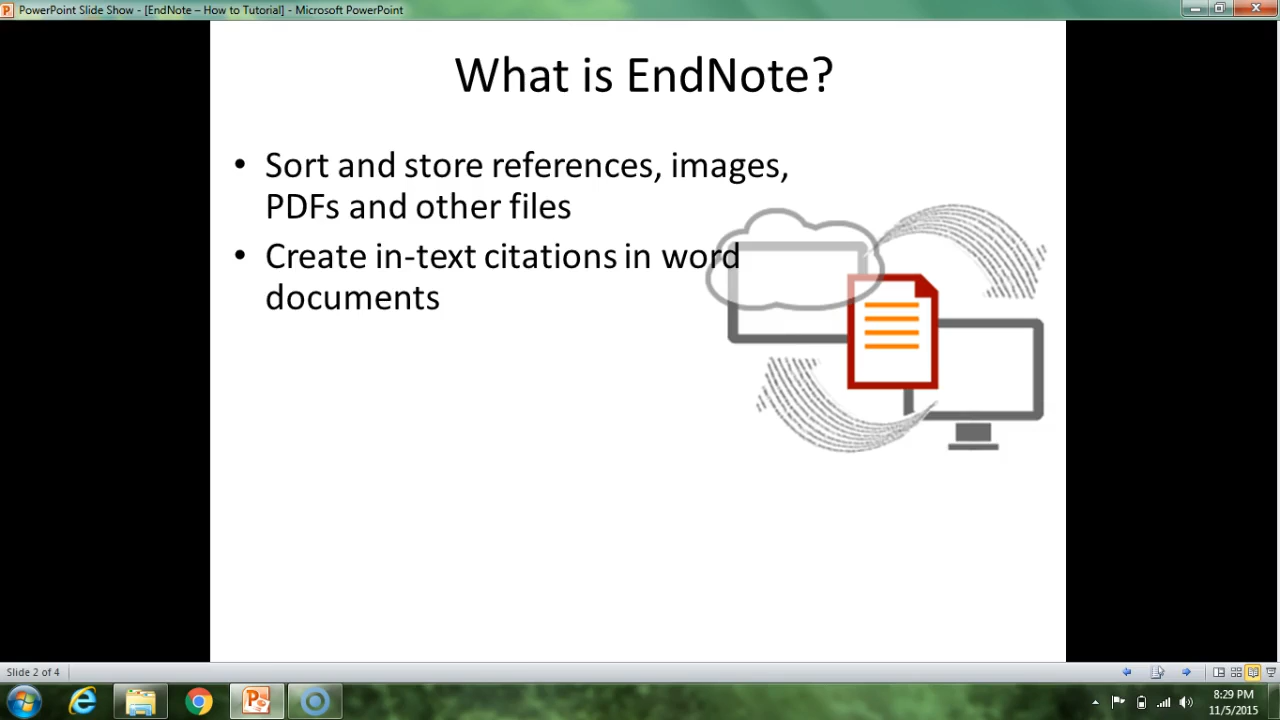 PowerPoint Slide Show - [EndNote – How to Tutorial] - Microsoft PowerPoint
What is EndNote?
• Sort and store references, images,
PDFs and other files
• Create in-text citations in word
documents
Slide 2 of 4
8:29 PM
11/5/2015